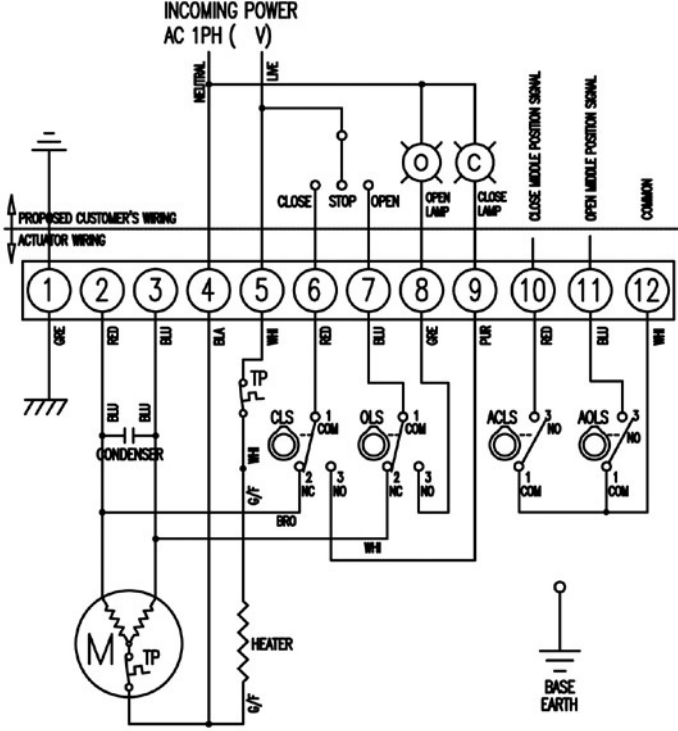 INCOMING POWER
AC 1PH ( V)
NEUTRAL
LIVE
CLOSE
STOP
OPEN
O
C
OPEN
LAMP
CLOSE
LAMP
CLOSE MIDDLE POSITION SIGNAL
OPEN MIDDLE POSITION SIGNAL
COMMON
PROPOSED CUSTOMER'S WIRING
ACTUATOR WIRING
1 2 3 4 5 6 7 8 9 10 11 12
GRE RED BLU BLA WHI RED BLU GRE PUR RED BLU WHI
TP
BLU BLU
CONDENSER
WHI
G/F
CLS
1
COM
2
NC
3
NO
OLS
1
COM
2
NC
3
NO
ACLS
3
NO
1
COM
AOLS
3
NO
1
COM
BRO
WHI
M
TP
HEATER
G/F
BASE
EARTH